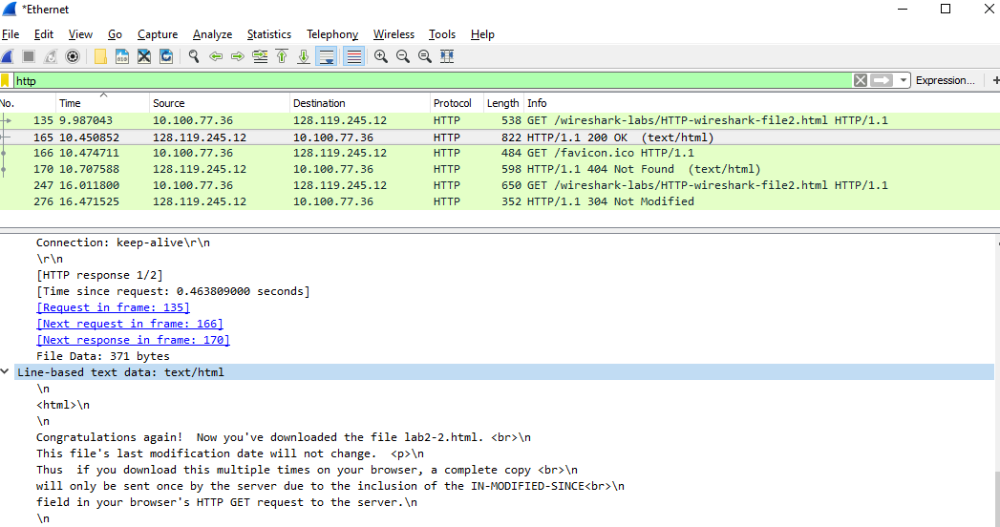 *Ethernet
File Edit View Go Capture Analyze Statistics Telephony Wireless Tools Help
http Expression... +
No. Time Source Destination Protocol Length Info
135 9.987043 10.100.77.36 128.119.245.12 HTTP 538 GET /wireshark-labs/HTTP-wireshark-file2.html HTTP/1.1
165 10.450852 128.119.245.12 10.100.77.36 HTTP 822 HTTP/1.1 200 OK (text/html)
166 10.474711 10.100.77.36 128.119.245.12 HTTP 484 GET /favicon.ico HTTP/1.1
170 10.707588 128.119.245.12 10.100.77.36 HTTP 598 HTTP/1.1 404 Not Found (text/html)
247 16.011800 10.100.77.36 128.119.245.12 HTTP 650 GET /wireshark-labs/HTTP-wireshark-file2.html HTTP/1.1
276 16.471525 128.119.245.12 10.100.77.36 HTTP 352 HTTP/1.1 304 Not Modified
Connection: keep-alive\r\n
\r\n
[HTTP response 1/2]
[Time since request: 0.463809000 seconds]
[Request in frame: 135]
[Next request in frame: 166]
[Next response in frame: 170]
File Data: 371 bytes
Line-based text data: text/html
\n
<html>\n
\n
Congratulations again!  Now you've downloaded the file lab2-2.html. <br>\n
This file's last modification date will not change.  <p>\n
Thus  if you download this multiple times on your browser, a complete copy <br>\n
will only be sent once by the server due to the inclusion of the IN-MODIFIED-SINCE<br>\n
field in your browser's HTTP GET request to the server.\n
\n